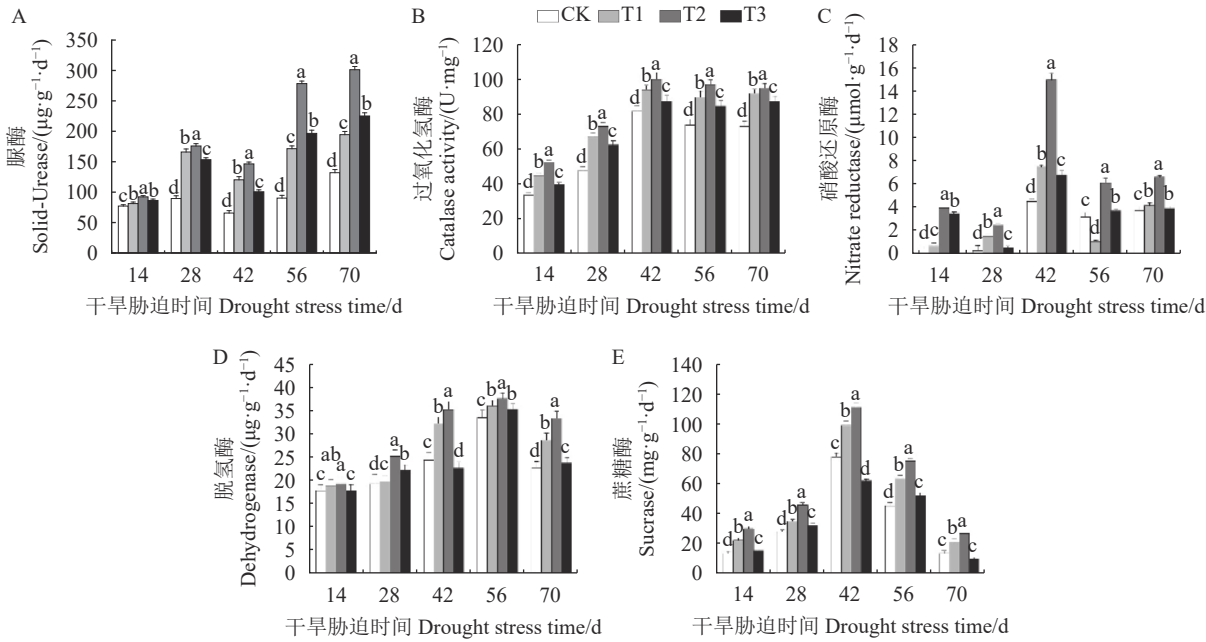 CK T1 T2 T3
A
脲酶
Solid-Urease/(μg·g⁻¹·d⁻¹)
350
300
250
200
150
100
50
0
c b a b
d b a c
d b a c
d c a b
d c a b
14 28 42 56 70
干旱胁迫时间 Drought stress time/d
B
过氧化氢酶
Catalase activity/(U·mg⁻¹)
120
100
80
60
40
20
0
d b a c
d b a c
d b a c
d b a c
d b a c
14 28 42 56 70
干旱胁迫时间 Drought stress time/d
C
硝酸还原酶
Nitrate reductase/(μmol·g⁻¹·d⁻¹)
18
16
14
12
10
8
6
4
2
0
d c a b
d b a c
d b a c
c d a b
d b a c
14 28 42 56 70
干旱胁迫时间 Drought stress time/d
D
脱氢酶
Dehydrogenase/(μg·g⁻¹·d⁻¹)
45
40
35
30
25
20
15
10
5
0
c ab a c
d c a b
c b a d
c b a b
d b a c
14 28 42 56 70
干旱胁迫时间 Drought stress time/d
E
蔗糖酶
Sucrase/(mg·g⁻¹·d⁻¹)
140
120
100
80
60
40
20
0
d b a c
d b a c
c b a d
d b a c
d b a c
14 28 42 56 70
干旱胁迫时间 Drought stress time/d